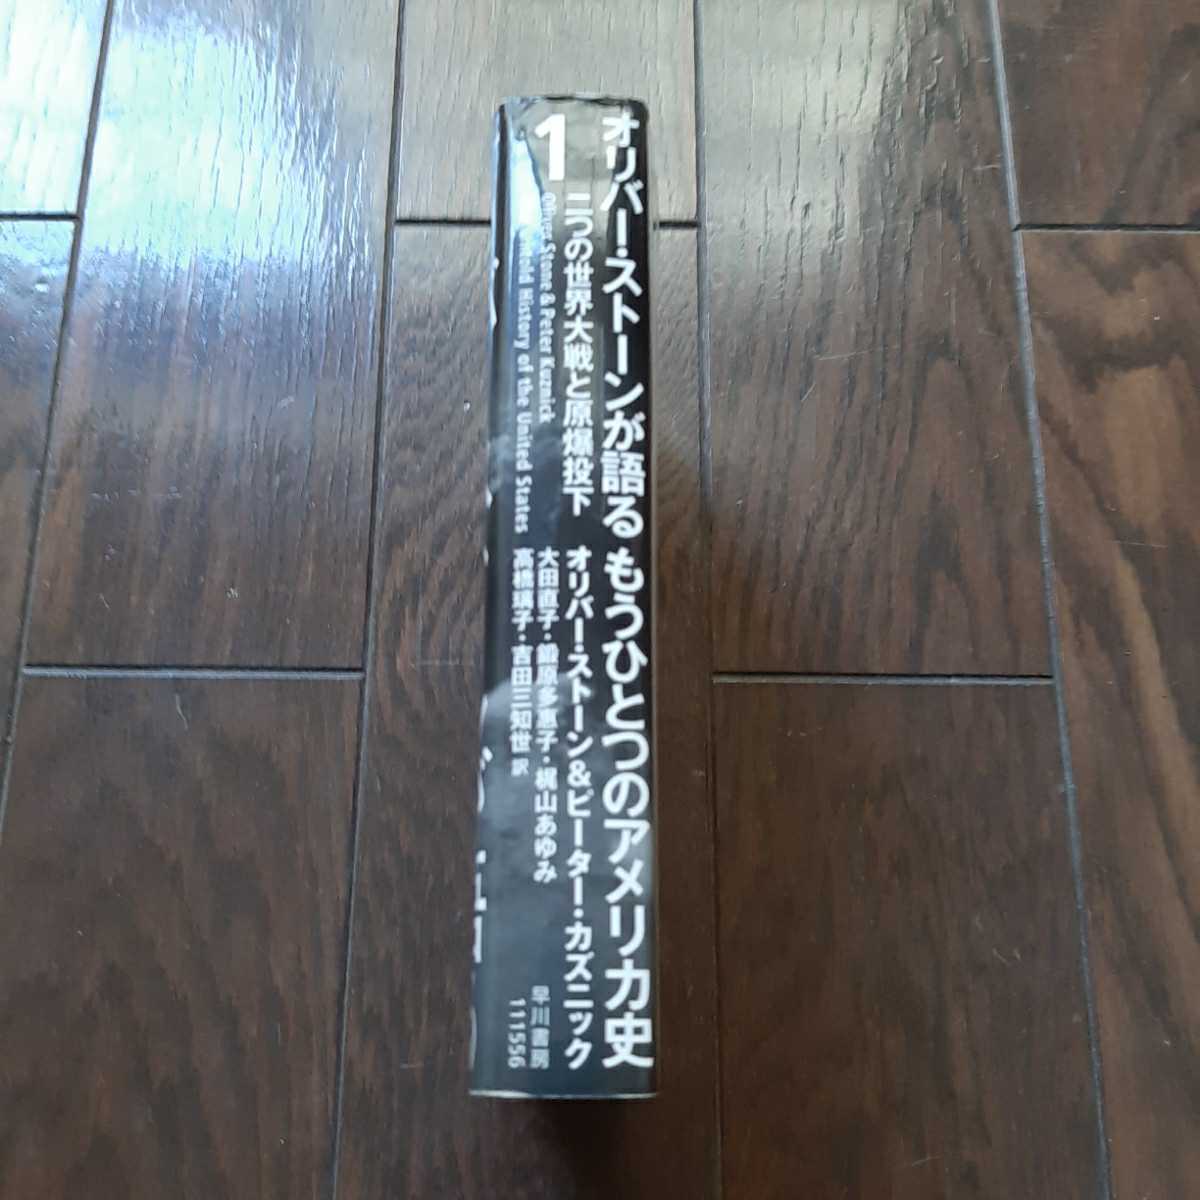 オリバー・ストーンが語る もうひとつのアメリカ史
1
二つの世界大戦と原爆投下
Oliver Stone & Peter Kuznick
History of the United States
オリバー・ストーン&ピーター・カズニック
大田直子・鍛原多惠子・梶山あゆみ
高橋璃子・吉田三知世 訳
早川書房
111556